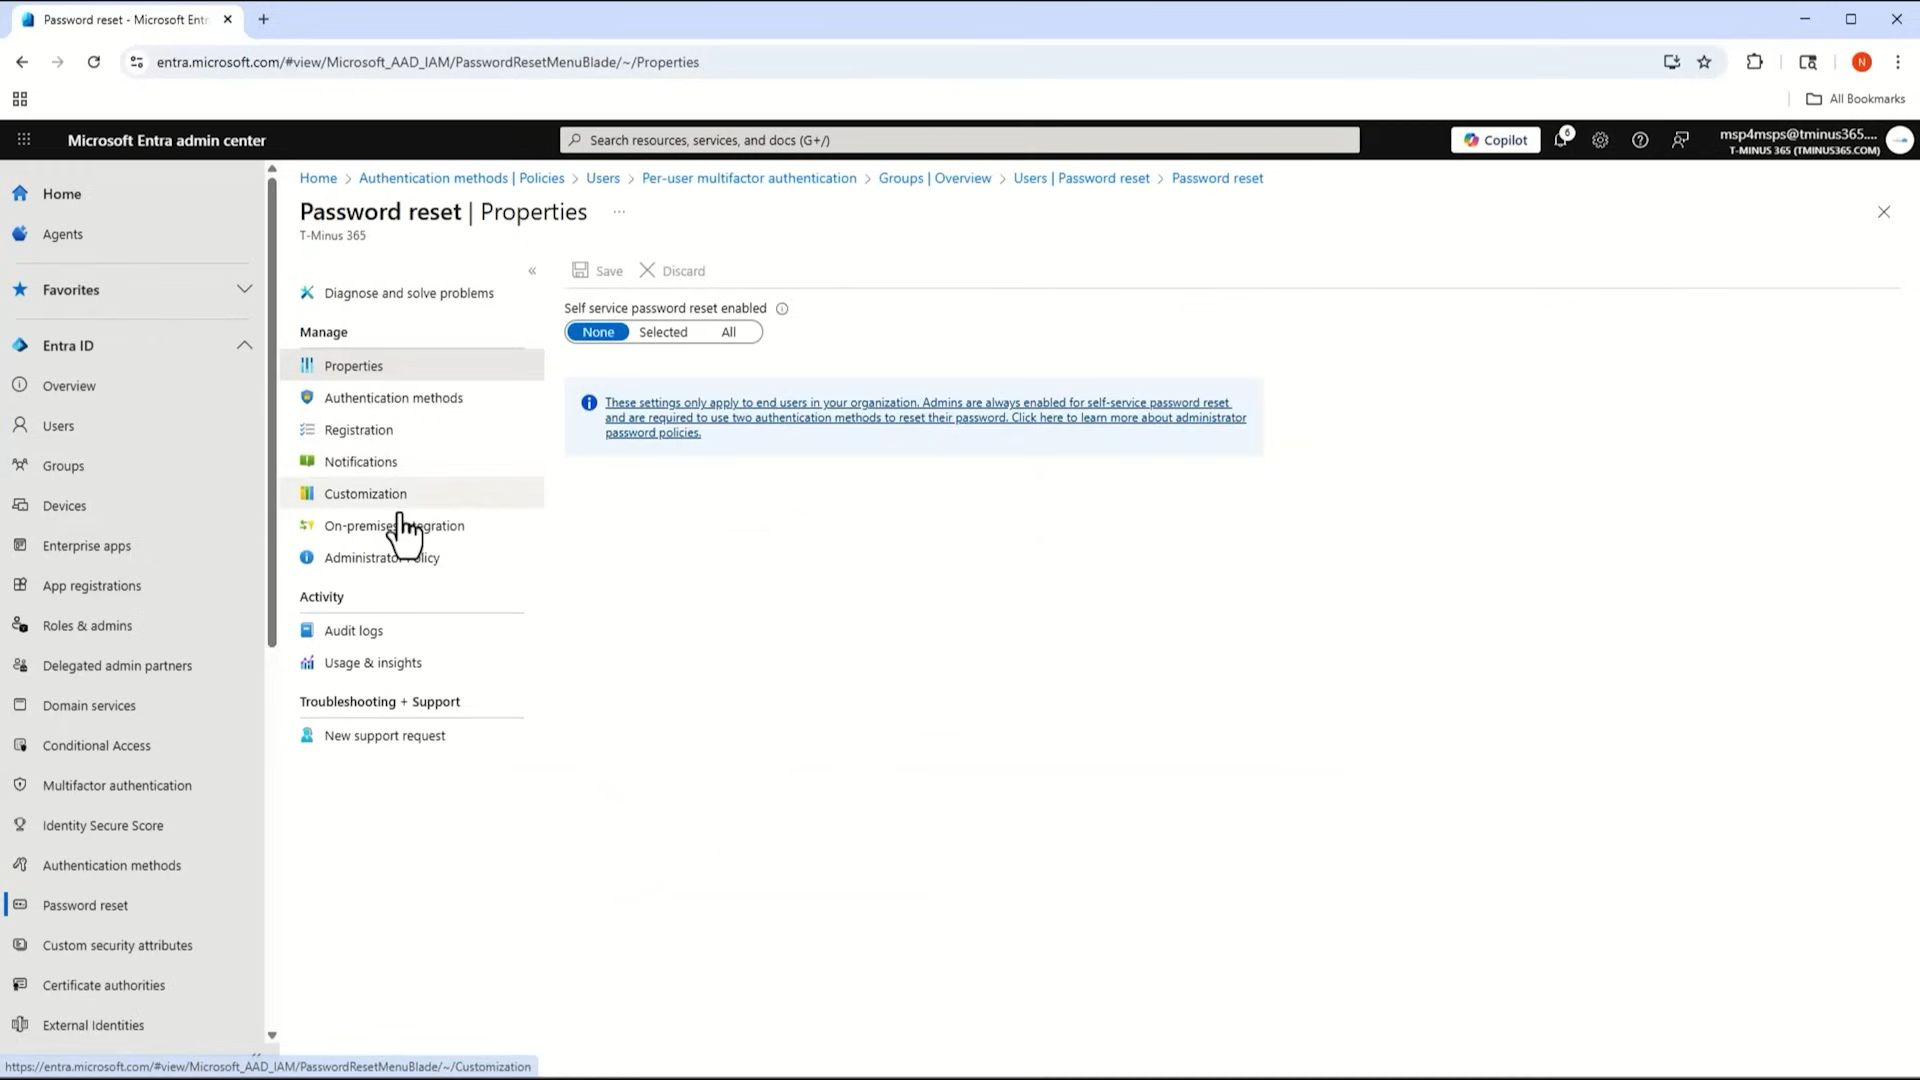 Password reset - Microsoft Entr
entra.microsoft.com/#view/Microsoft_AAD_IAM/PasswordResetMenuBlade/~/Properties
N
All Bookmarks
Microsoft Entra admin center
Search resources, services, and docs (G+/)
Copilot
6
msp4msps@tminus365....
T-MINUS 365 (TMINUS365.COM)
Home
Agents
Favorites
Entra ID
Overview
Users
Groups
Devices
Enterprise apps
App registrations
Roles & admins
Delegated admin partners
Domain services
Conditional Access
Multifactor authentication
Identity Secure Score
Authentication methods
Password reset
Custom security attributes
Certificate authorities
External Identities
Home > Authentication methods | Policies > Users > Per-user multifactor authentication > Groups | Overview > Users | Password reset > Password reset
Password reset | Properties ...
T-Minus 365
Diagnose and solve problems
Manage
Properties
Authentication methods
Registration
Notifications
Customization
On-premises integration
Administrator Policy
Activity
Audit logs
Usage & insights
Troubleshooting + Support
New support request
Save
Discard
Self service password reset enabled
None
Selected
All
These settings only apply to end users in your organization. Admins are always enabled for self-service password reset
and are required to use two authentication methods to reset their password. Click here to learn more about administrator
password policies.
https://entra.microsoft.com/#view/Microsoft_AAD_IAM/PasswordResetMenuBlade/~/Customization